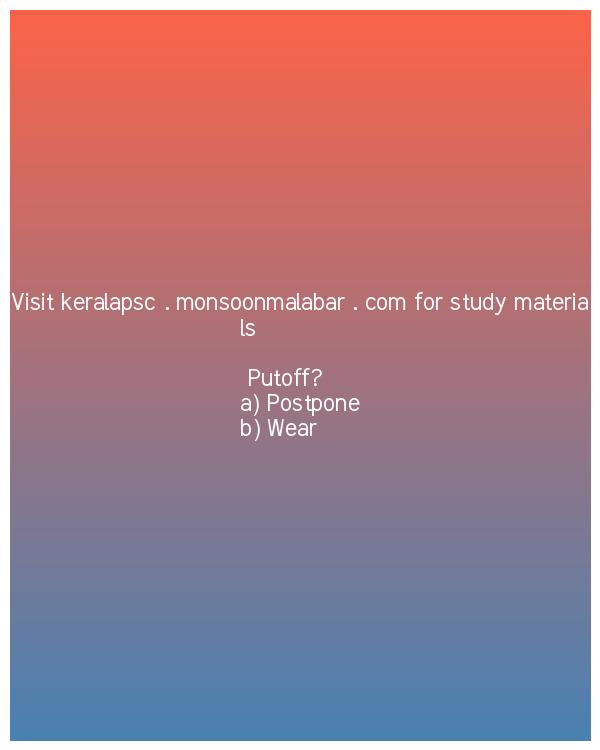 Visit keralapsc . monsoonmalabar . com for study materia
ls
Putoff?
a) Postpone
b) Wear